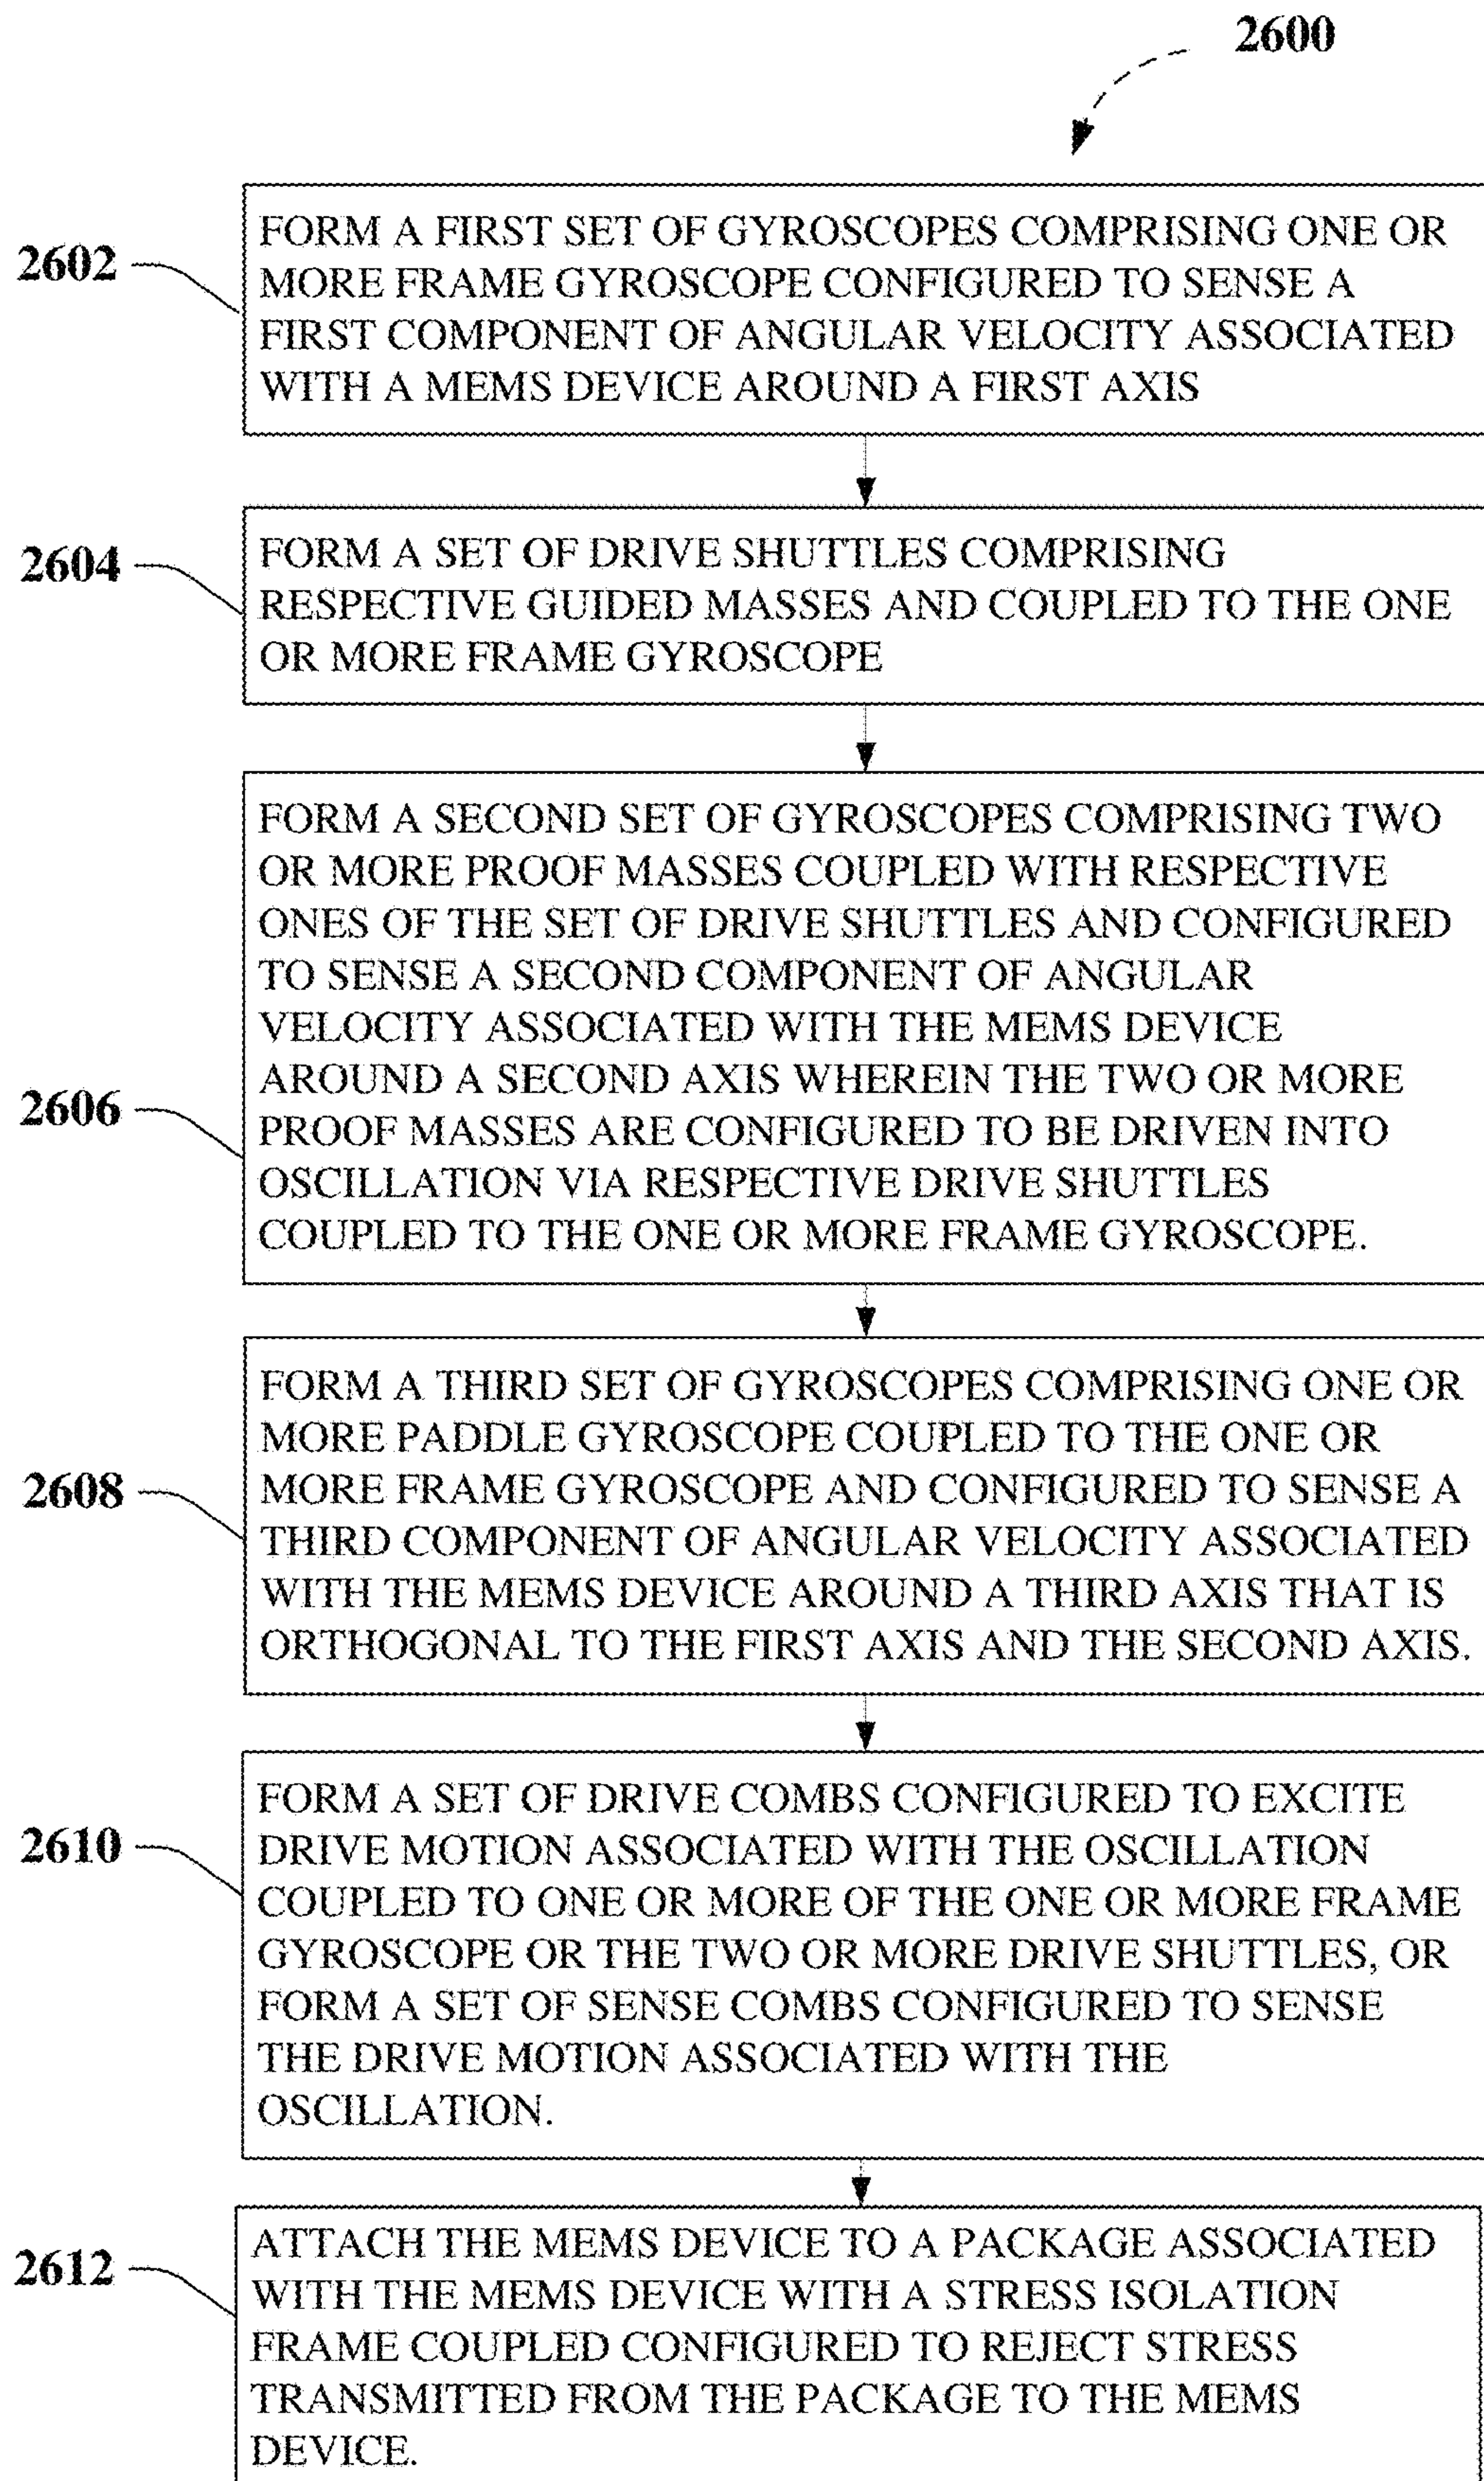 2600
2602
FORM A FIRST SET OF GYROSCOPES COMPRISING ONE OR
MORE FRAME GYROSCOPE CONFIGURED TO SENSE A
FIRST COMPONENT OF ANGULAR VELOCITY ASSOCIATED
WITH A MEMS DEVICE AROUND A FIRST AXIS
2604
FORM A SET OF DRIVE SHUTTLES COMPRISING
RESPECTIVE GUIDED MASSES AND COUPLED TO THE ONE
OR MORE FRAME GYROSCOPE
2606
FORM A SECOND SET OF GYROSCOPES COMPRISING TWO
OR MORE PROOF MASSES COUPLED WITH RESPECTIVE
ONES OF THE SET OF DRIVE SHUTTLES AND CONFIGURED
TO SENSE A SECOND COMPONENT OF ANGULAR
VELOCITY ASSOCIATED WITH THE MEMS DEVICE
AROUND A SECOND AXIS WHEREIN THE TWO OR MORE
PROOF MASSES ARE CONFIGURED TO BE DRIVEN INTO
OSCILLATION VIA RESPECTIVE DRIVE SHUTTLES
COUPLED TO THE ONE OR MORE FRAME GYROSCOPE.
2608
FORM A THIRD SET OF GYROSCOPES COMPRISING ONE OR
MORE PADDLE GYROSCOPE COUPLED TO THE ONE OR
MORE FRAME GYROSCOPE AND CONFIGURED TO SENSE A
THIRD COMPONENT OF ANGULAR VELOCITY ASSOCIATED
WITH THE MEMS DEVICE AROUND A THIRD AXIS THAT IS
ORTHOGONAL TO THE FIRST AXIS AND THE SECOND AXIS.
2610
FORM A SET OF DRIVE COMBS CONFIGURED TO EXCITE
DRIVE MOTION ASSOCIATED WITH THE OSCILLATION
COUPLED TO ONE OR MORE OF THE ONE OR MORE FRAME
GYROSCOPE OR THE TWO OR MORE DRIVE SHUTTLES, OR
FORM A SET OF SENSE COMBS CONFIGURED TO SENSE
THE DRIVE MOTION ASSOCIATED WITH THE
OSCILLATION.
2612
ATTACH THE MEMS DEVICE TO A PACKAGE ASSOCIATED
WITH THE MEMS DEVICE WITH A STRESS ISOLATION
FRAME COUPLED CONFIGURED TO REJECT STRESS
TRANSMITTED FROM THE PACKAGE TO THE MEMS
DEVICE.